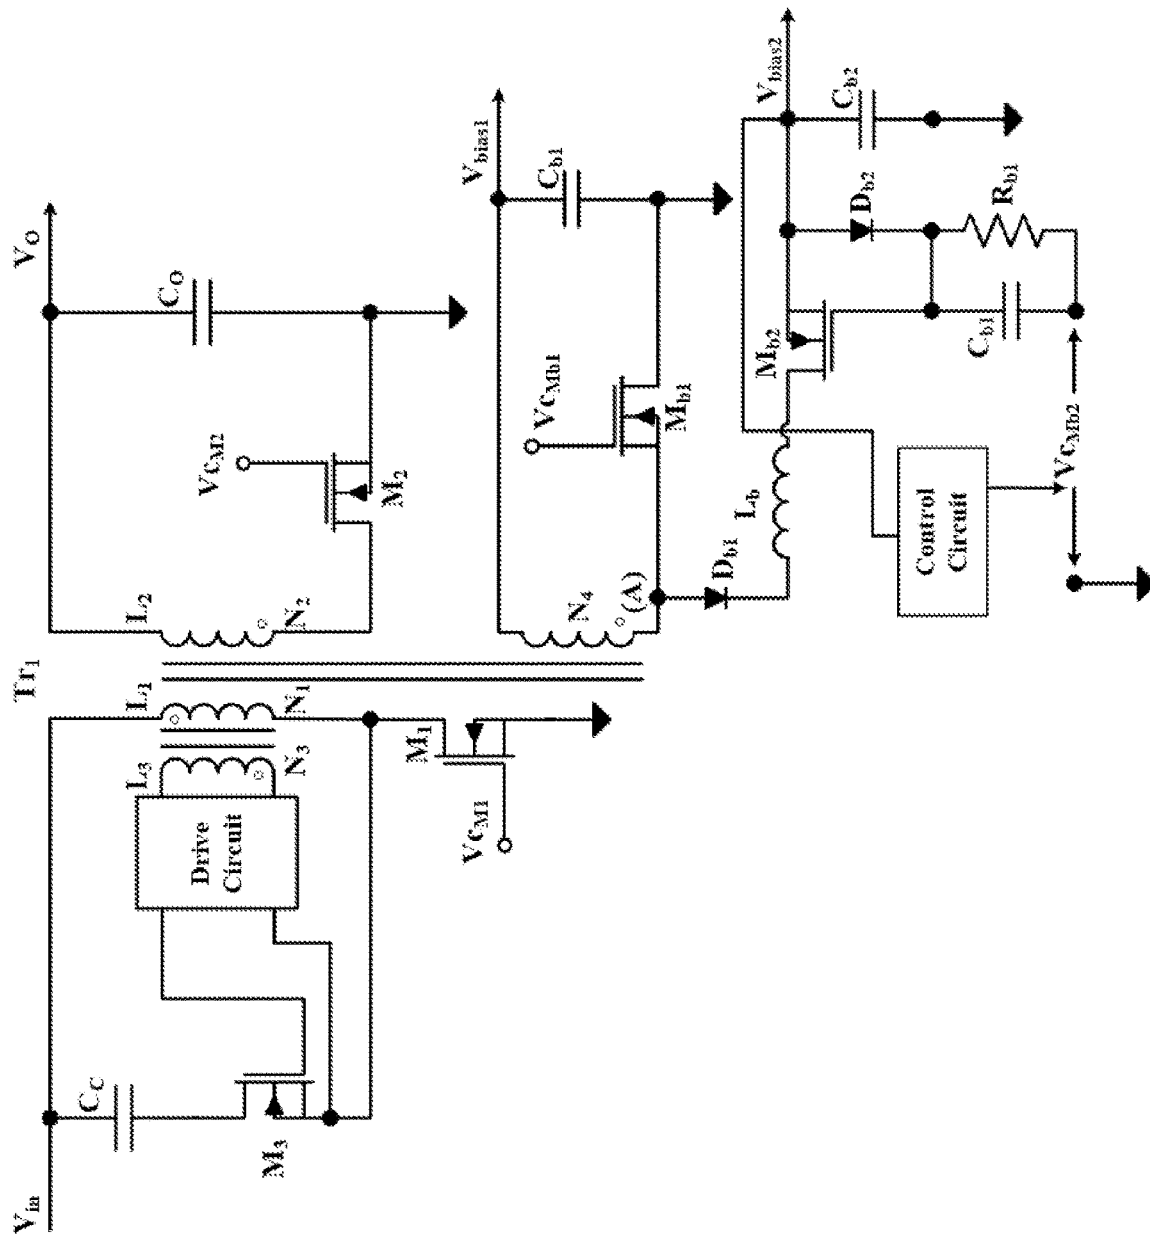 Vin
CC
M3
Drive
Circuit
L3
N3
L1
N1
Tr1
M1
VcM1
L2
N2
VcM2
M2
CO
VO
N4
(A)
VcMb1
Mb1
Cb1
Vbias1
Db1
Lb
Mb2
Db2
Cb2
Vbias2
Rb1
Cb1
Control
Circuit
VcMb2